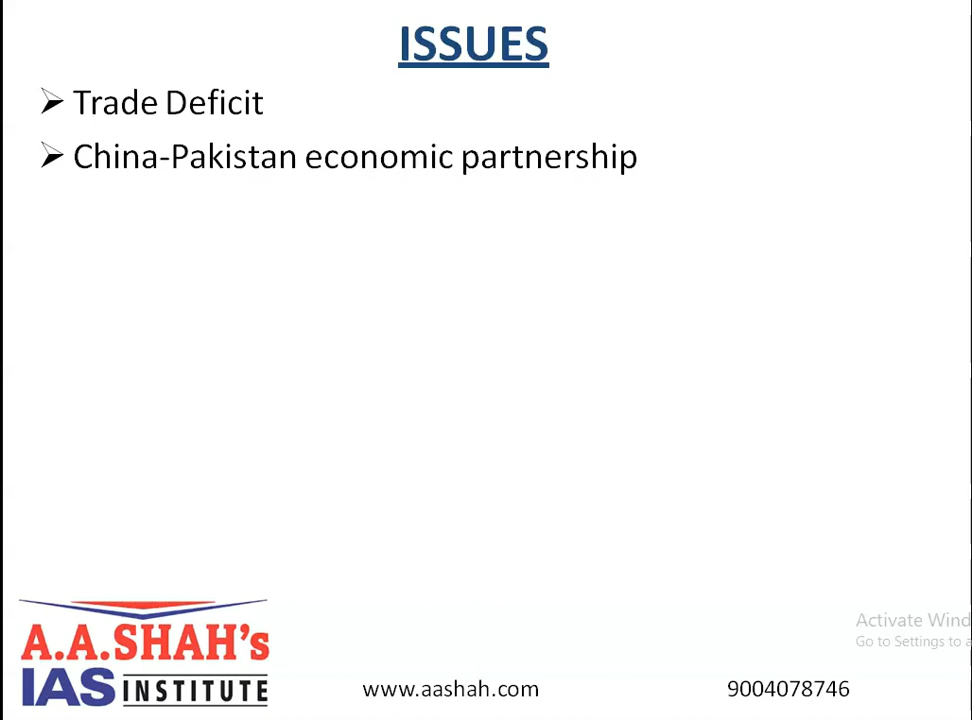 ISSUES
➢ Trade Deficit
➢ China-Pakistan economic partnership
Activate Wind
Go to Settings to a
A.A.SHAH's
IAS INSTITUTE
www.aashah.com
9004078746